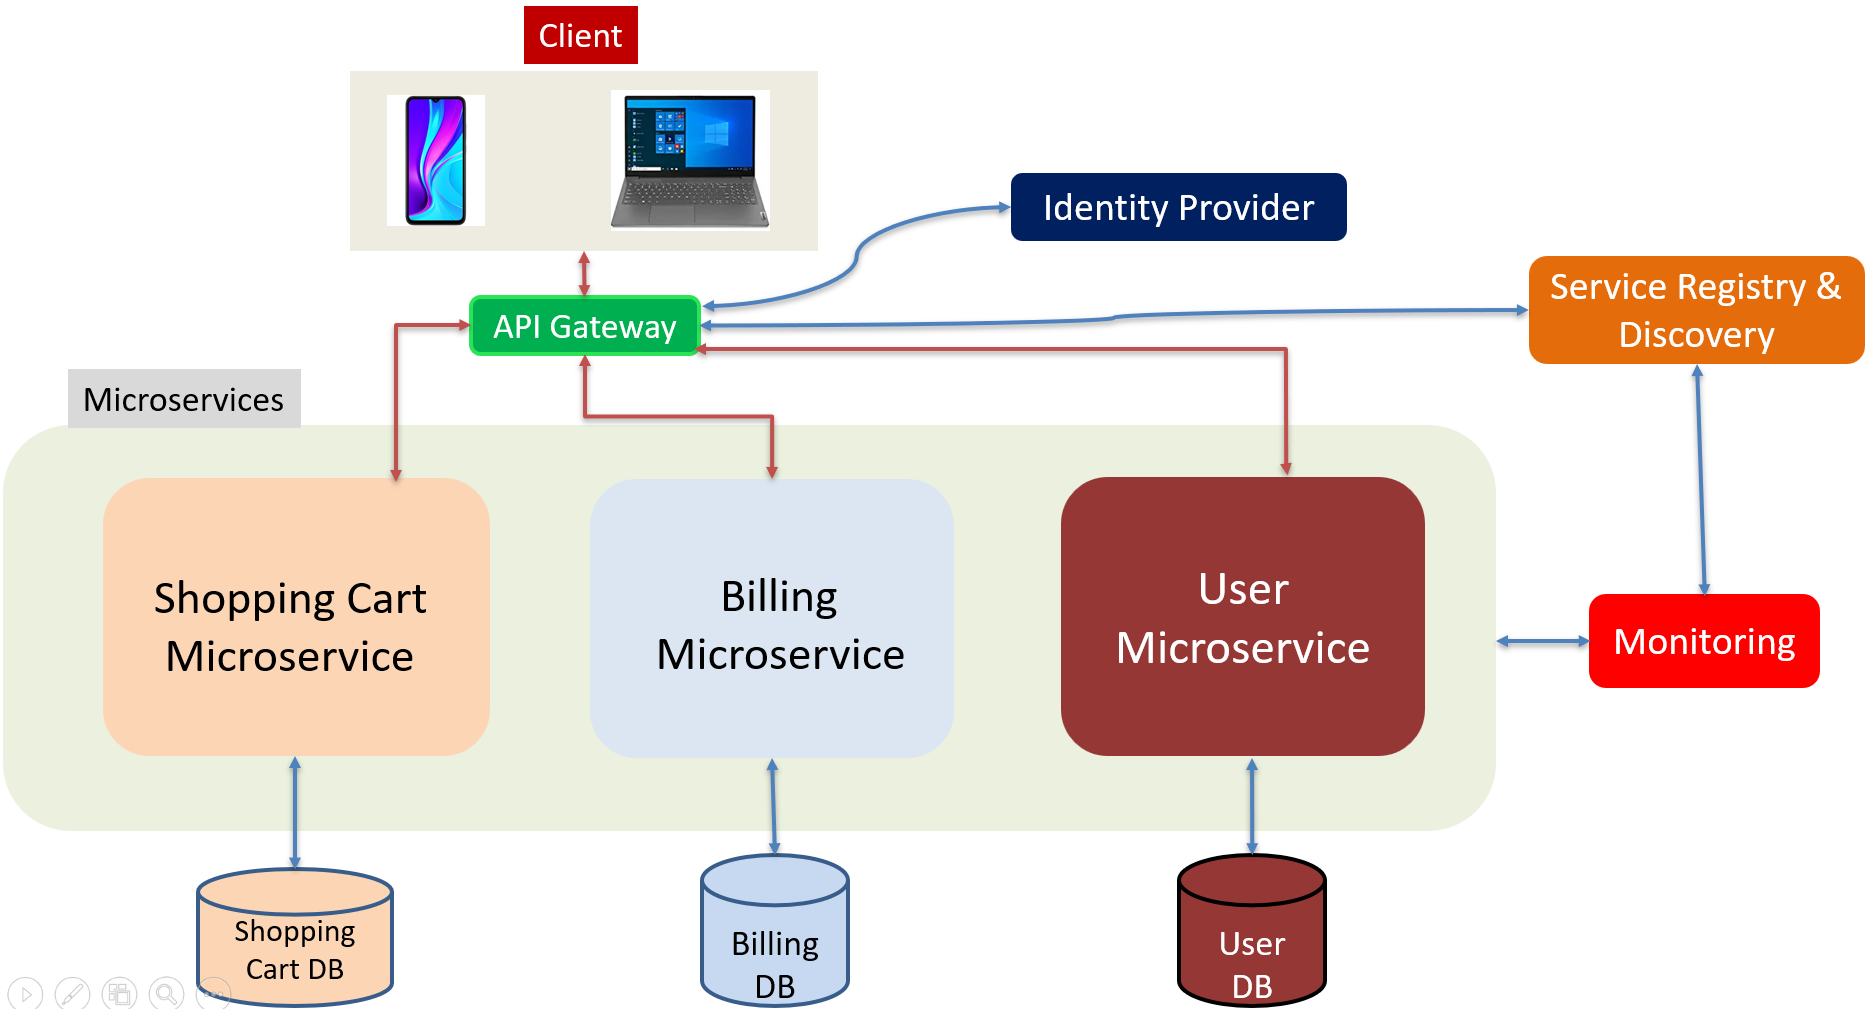 Client
Identity Provider
Service Registry &
Discovery
API Gateway
Microservices
Shopping Cart
Microservice
Billing
Microservice
User
Microservice
Monitoring
Shopping
Cart DB
Billing
DB
User
DB